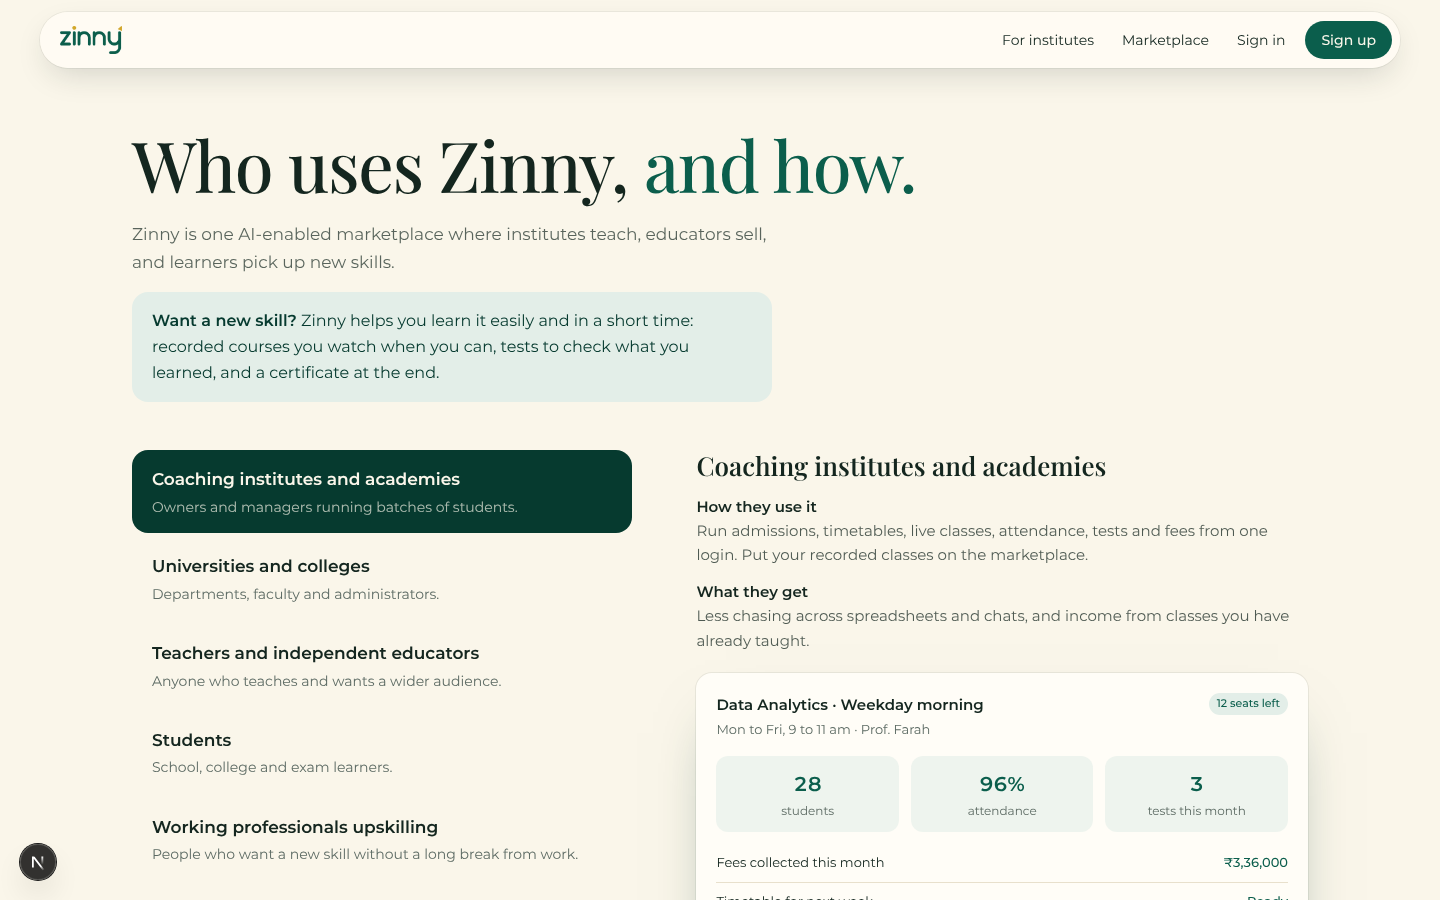 zinny
For institutes
Marketplace
Sign in
Sign up
Who uses Zinny, and how.
Zinny is one AI-enabled marketplace where institutes teach, educators sell,
and learners pick up new skills.
Want a new skill? Zinny helps you learn it easily and in a short time:
recorded courses you watch when you can, tests to check what you
learned, and a certificate at the end.
Coaching institutes and academies
Owners and managers running batches of students.
Universities and colleges
Departments, faculty and administrators.
Teachers and independent educators
Anyone who teaches and wants a wider audience.
Students
School, college and exam learners.
Working professionals upskilling
People who want a new skill without a long break from work.
N
Coaching institutes and academies
How they use it
Run admissions, timetables, live classes, attendance, tests and fees from one
login. Put your recorded classes on the marketplace.
What they get
Less chasing across spreadsheets and chats, and income from classes you have
already taught.
Data Analytics · Weekday morning
12 seats left
Mon to Fri, 9 to 11 am · Prof. Farah
28
students
96%
attendance
3
tests this month
Fees collected this month
₹3,36,000